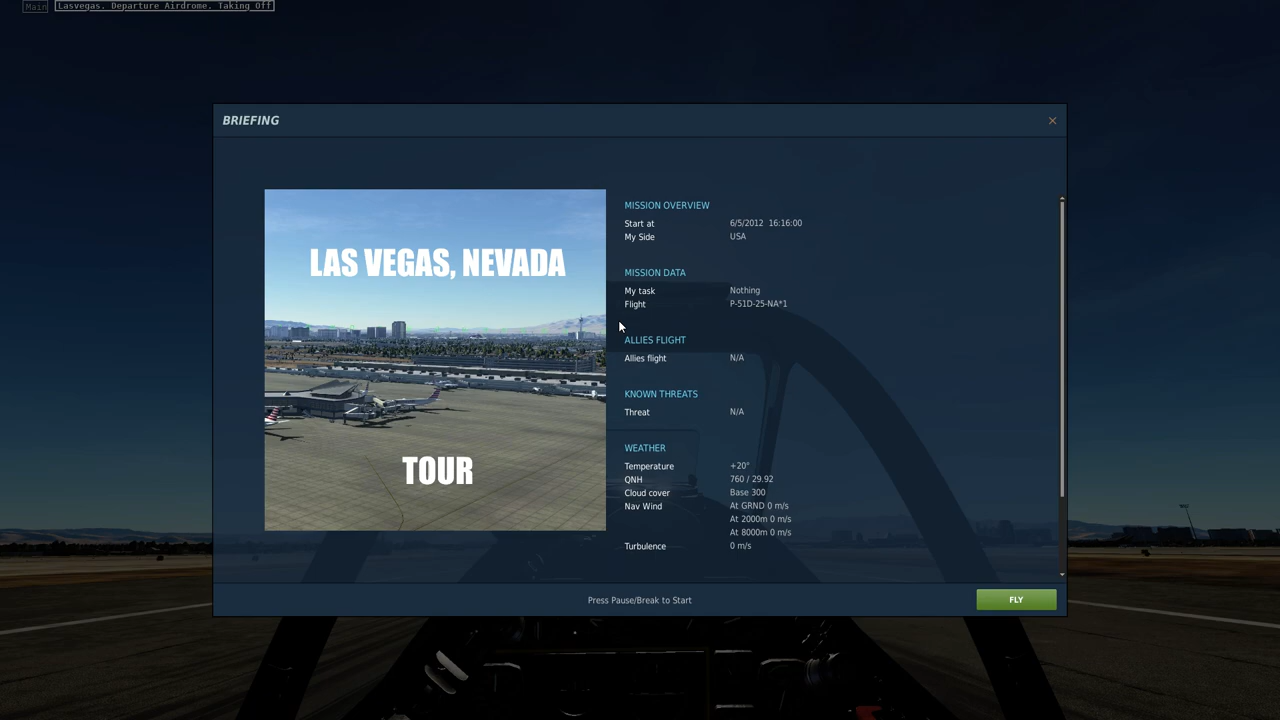 Main Lasvegas. Departure Airdrome. Taking Off
BRIEFING
LAS VEGAS, NEVADA
TOUR
MISSION OVERVIEW
Start at 6/5/2012 16:16:00
My Side USA
MISSION DATA
My task Nothing
Flight P-51D-25-NA*1
ALLIES FLIGHT
Allies flight N/A
KNOWN THREATS
Threat N/A
WEATHER
Temperature +20°
QNH 760 / 29.92
Cloud cover Base 300
Nav Wind At GRND 0 m/s
At 2000m 0 m/s
At 8000m 0 m/s
Turbulence 0 m/s
Press Pause/Break to Start
FLY